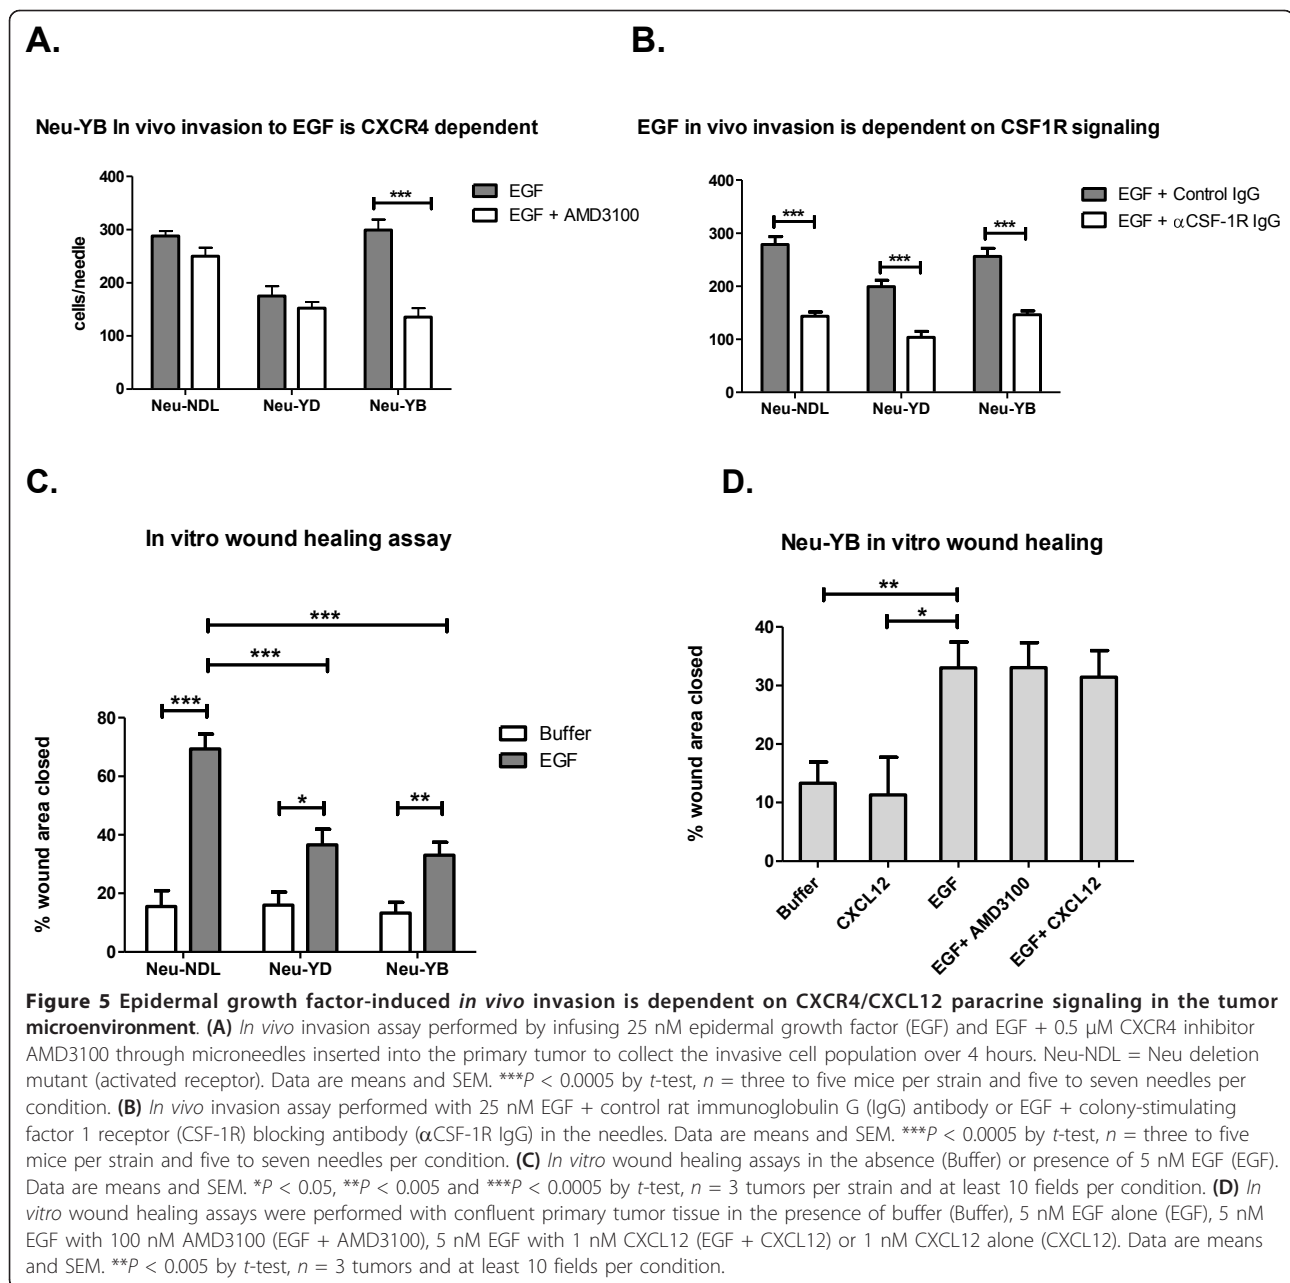 A.
Neu-YB In vivo invasion to EGF is CXCR4 dependent
cells/needle
400
300
200
100
0
***
EGF
EGF + AMD3100
Neu-NDL
Neu-YD
Neu-YB
B.
EGF in vivo invasion is dependent on CSF1R signaling
400
300
200
100
0
***
***
***
EGF + Control IgG
EGF + αCSF-1R IgG
Neu-NDL
Neu-YD
Neu-YB
C.
In vitro wound healing assay
% wound area closed
80
60
40
20
0
***
***
***
*
**
Buffer
EGF
Neu-NDL
Neu-YD
Neu-YB
D.
Neu-YB in vitro wound healing
% wound area closed
40
30
20
10
0
**
*
Buffer
CXCL12
EGF
EGF+ AMD3100
EGF+ CXCL12
Figure 5 Epidermal growth factor-induced in vivo invasion is dependent on CXCR4/CXCL12 paracrine signaling in the tumor
microenvironment. (A) In vivo invasion assay performed by infusing 25 nM epidermal growth factor (EGF) and EGF + 0.5 μM CXCR4 inhibitor
AMD3100 through microneedles inserted into the primary tumor to collect the invasive cell population over 4 hours. Neu-NDL = Neu deletion
mutant (activated receptor). Data are means and SEM. ***P < 0.0005 by t-test, n = three to five mice per strain and five to seven needles per
condition. (B) In vivo invasion assay performed with 25 nM EGF + control rat immunoglobulin G (IgG) antibody or EGF + colony-stimulating
factor 1 receptor (CSF-1R) blocking antibody (αCSF-1R IgG) in the needles. Data are means and SEM. ***P < 0.0005 by t-test, n = three to five
mice per strain and five to seven needles per condition. (C) In vitro wound healing assays in the absence (Buffer) or presence of 5 nM EGF (EGF).
Data are means and SEM. *P < 0.05, **P < 0.005 and ***P < 0.0005 by t-test, n = 3 tumors per strain and at least 10 fields per condition. (D) In
vitro wound healing assays were performed with confluent primary tumor tissue in the presence of buffer (Buffer), 5 nM EGF alone (EGF), 5 nM
EGF with 100 nM AMD3100 (EGF + AMD3100), 5 nM EGF with 1 nM CXCL12 (EGF + CXCL12) or 1 nM CXCL12 alone (CXCL12). Data are means
and SEM. **P < 0.005 by t-test, n = 3 tumors and at least 10 fields per condition.